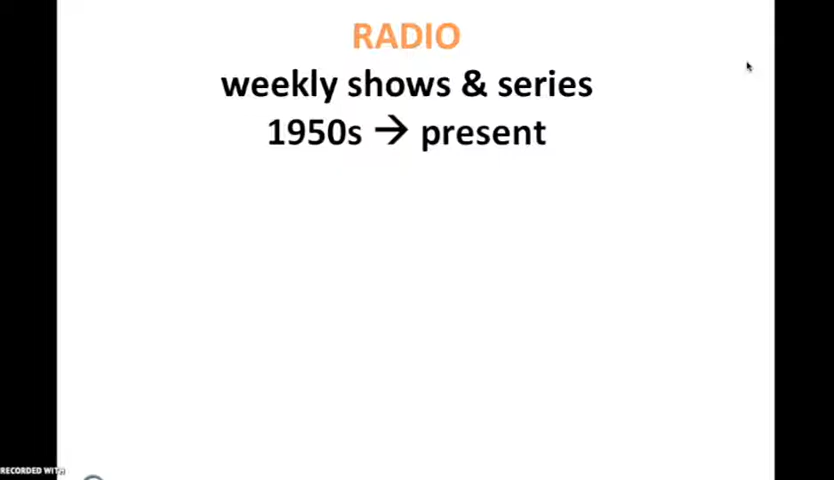 RADIO
weekly shows & series
1950s → present
RECORDED WITH